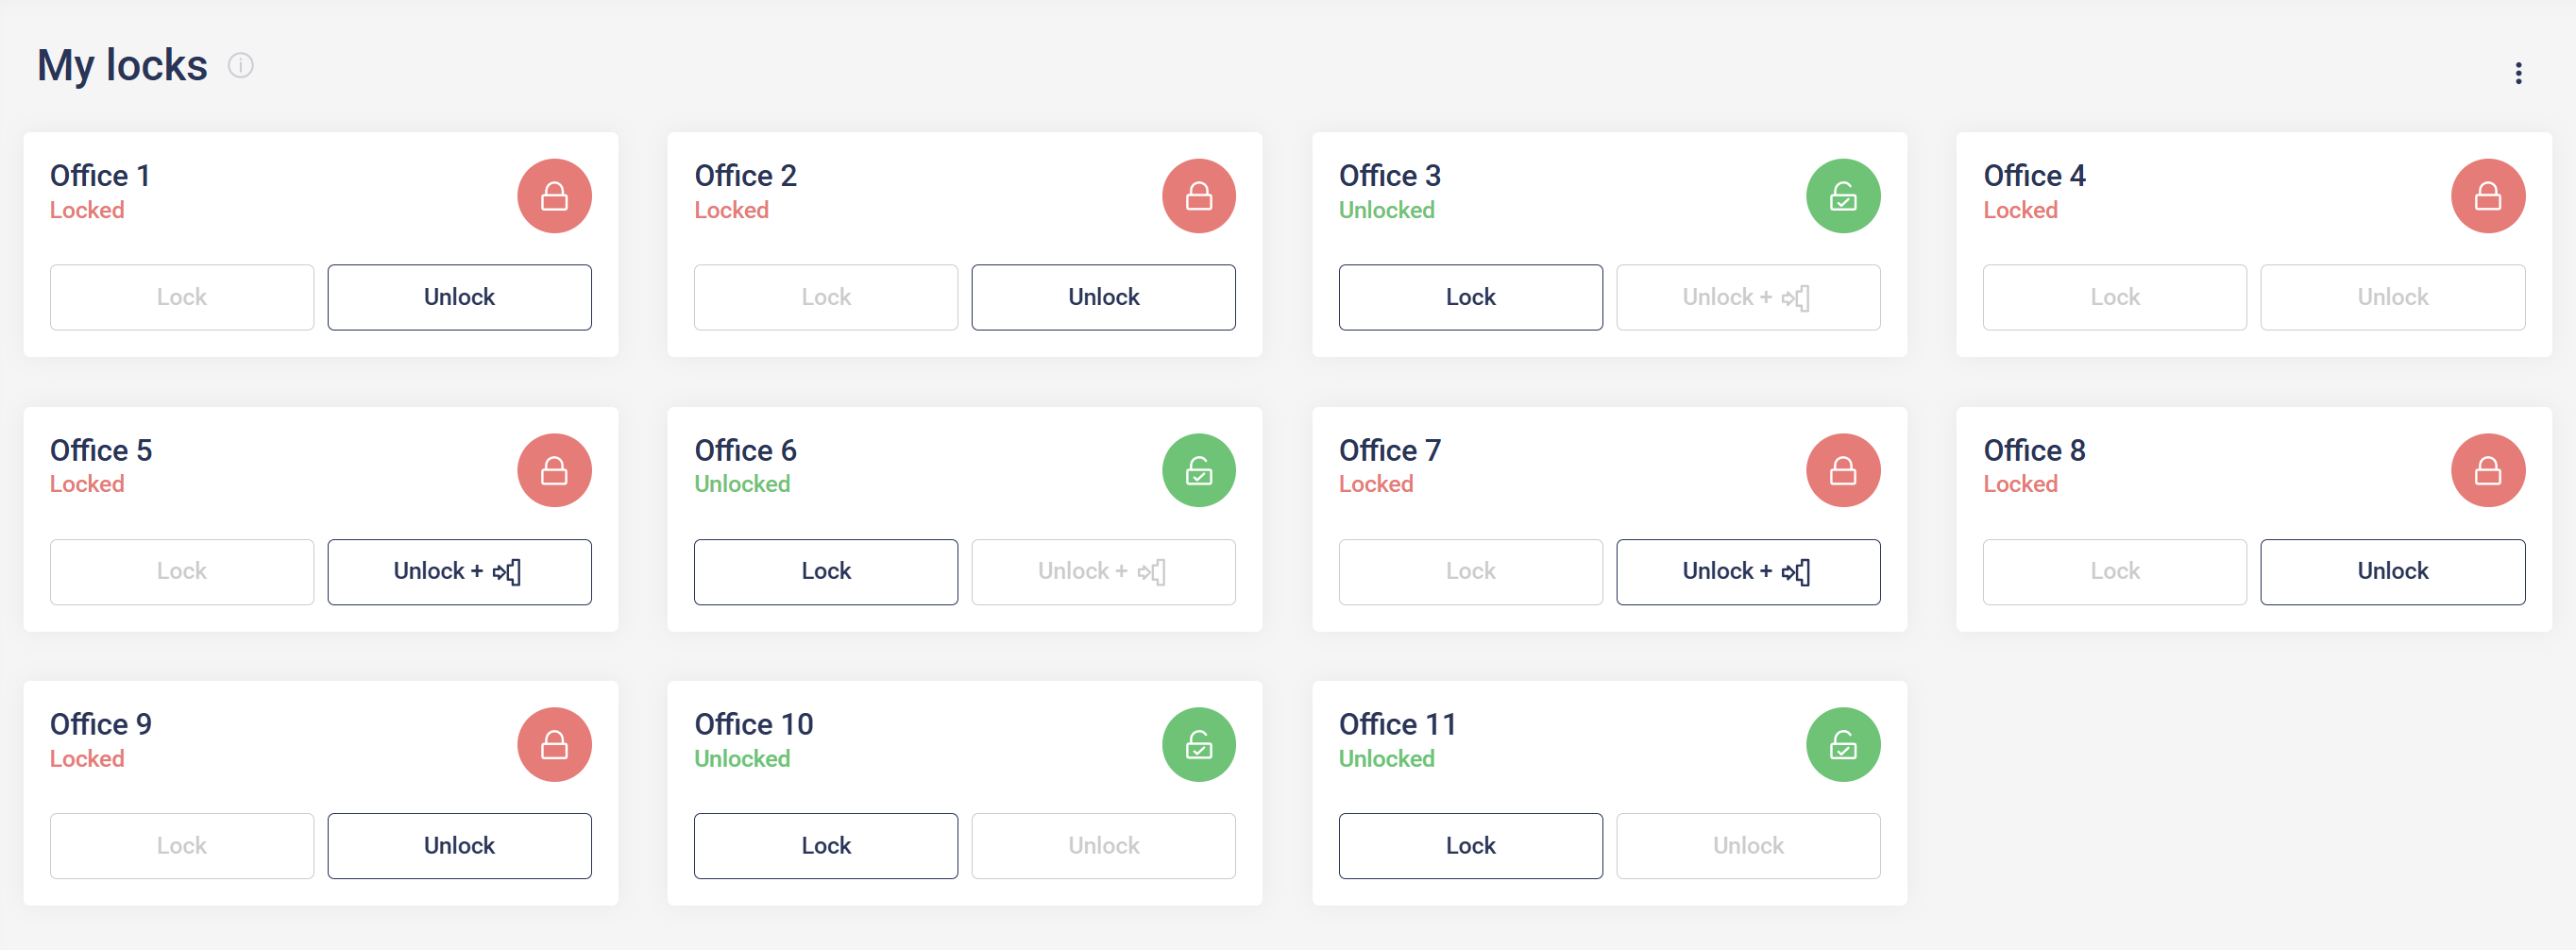 My locks
Office 1
Locked
Lock
Unlock
Office 2
Locked
Lock
Unlock
Office 3
Unlocked
Lock
Unlock +
Office 4
Locked
Lock
Unlock
Office 5
Locked
Lock
Unlock +
Office 6
Unlocked
Lock
Unlock +
Office 7
Locked
Lock
Unlock +
Office 8
Locked
Lock
Unlock
Office 9
Locked
Lock
Unlock
Office 10
Unlocked
Lock
Unlock
Office 11
Unlocked
Lock
Unlock